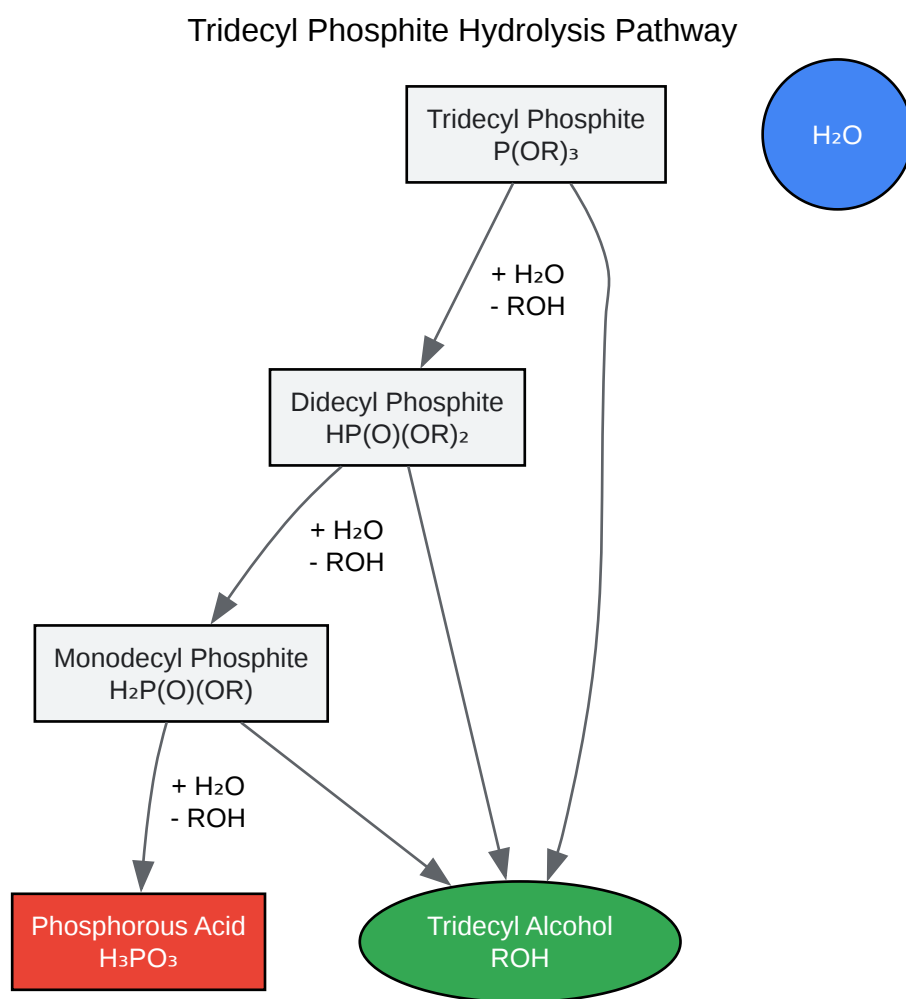 Tridecyl Phosphite Hydrolysis Pathway
Tridecyl Phosphite
P(OR)₃
H₂O
+ H₂O
- ROH
Didecyl Phosphite
HP(O)(OR)₂
+ H₂O
- ROH
Monodecyl Phosphite
H₂P(O)(OR)
+ H₂O
- ROH
Phosphorous Acid
H₃PO₃
Tridecyl Alcohol
ROH